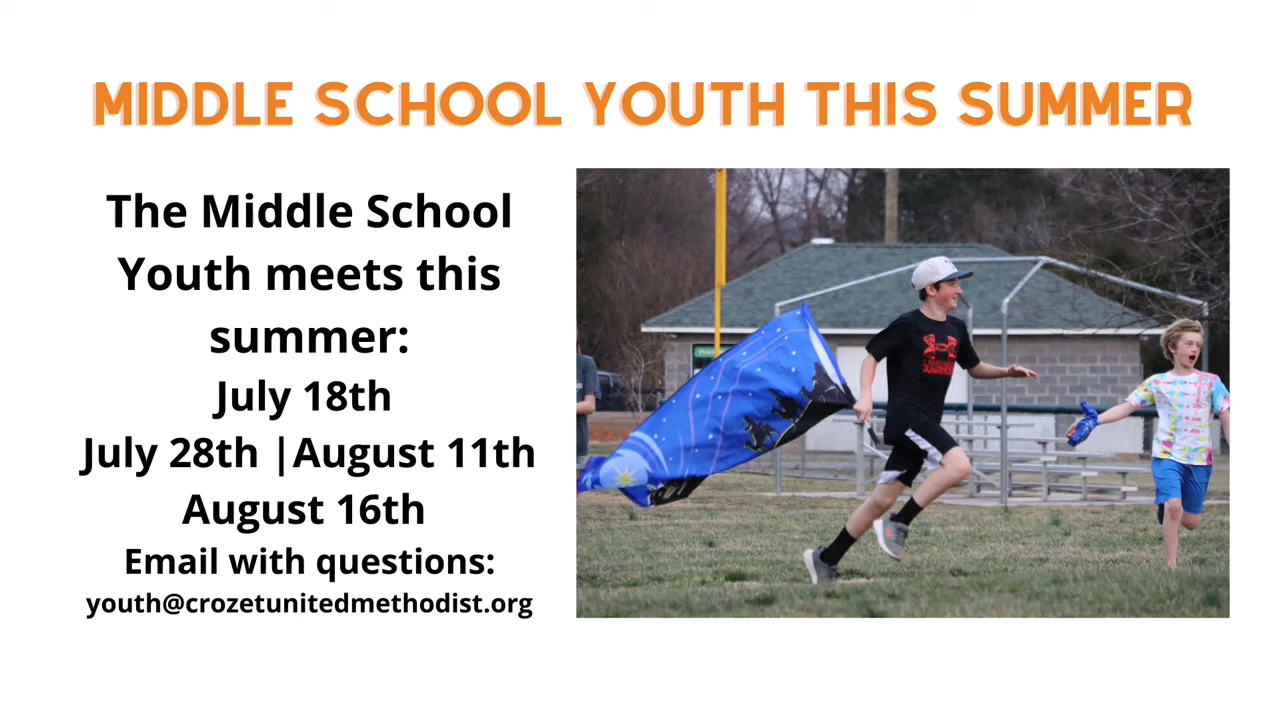 MIDDLE SCHOOL YOUTH THIS SUMMER
The Middle School
Youth meets this
summer:
July 18th
July 28th |August 11th
August 16th
Email with questions:
youth@crozetunitedmethodist.org